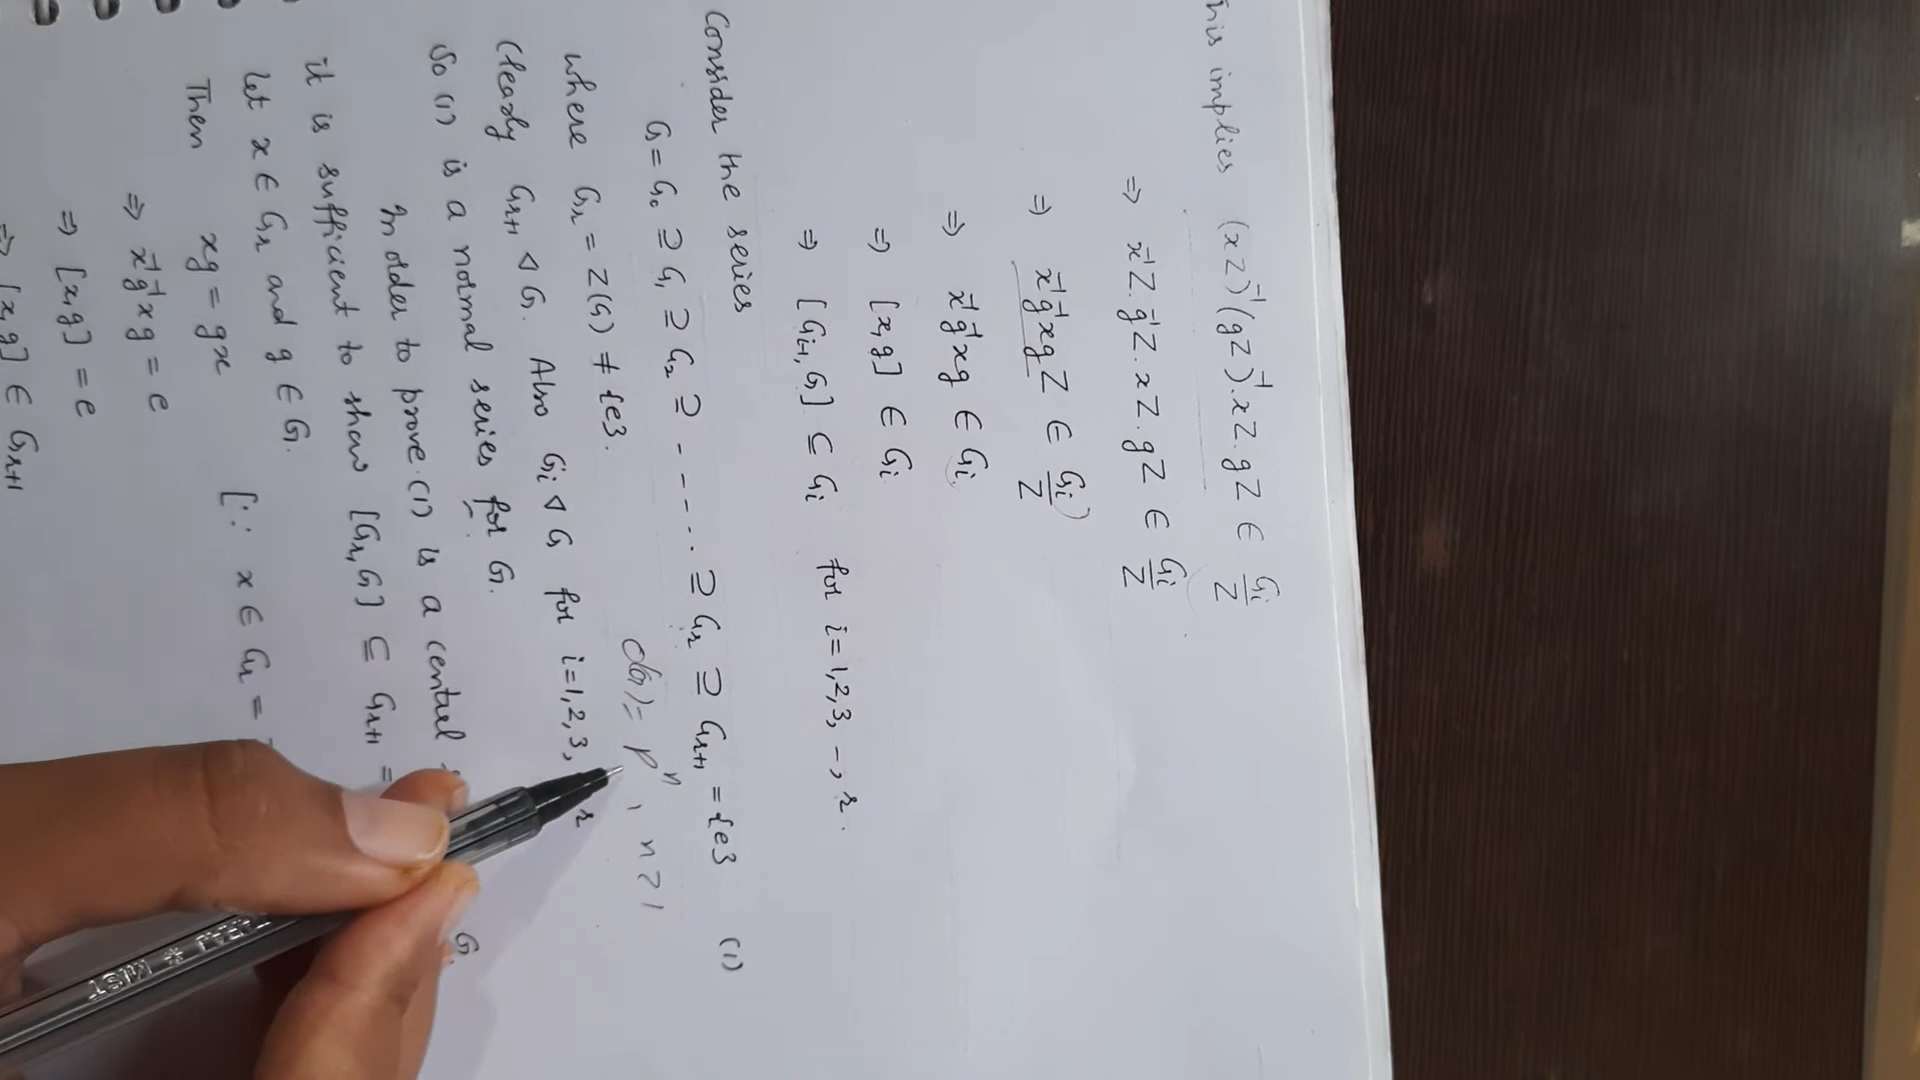 This implies (xZ)⁻¹(gZ)⁻¹.xZ.gZ ∈ Gi/Z
⇒ x⁻¹Z.g⁻¹Z.xZ.gZ ∈ Gi/Z
⇒ x⁻¹g⁻¹xgZ ∈ Gi/Z
⇒ x⁻¹g⁻¹xg ∈ Gi
⇒ [x,g] ∈ Gi
⇒ [Gi-1, G] ⊆ Gi for i=1,2,3,-,r.
Consider the series
G = G₀ ⊇ G₁ ⊇ G₂ ⊇ ------ ⊇ Gr ⊇ Gr+1 = {e} (1)
where Gr = Z(G) ≠ {e}. o(G) = pⁿ, n≥1
Clearly Gr+1 ⊲ G. Also Gi ⊲ G for i=1,2,3, r
So (1) is a normal series for G.
In order to prove (1) is a central G.
it is sufficient to show [Gr, G] ⊆ Gr+1 =
let x ∈ Gr and g ∈ G.
Then xg = gx [∵ x ∈ Gr =
⇒ x⁻¹g⁻¹xg = e
⇒ [x,g] = e
⇒ [x,g] ∈ Gr+1